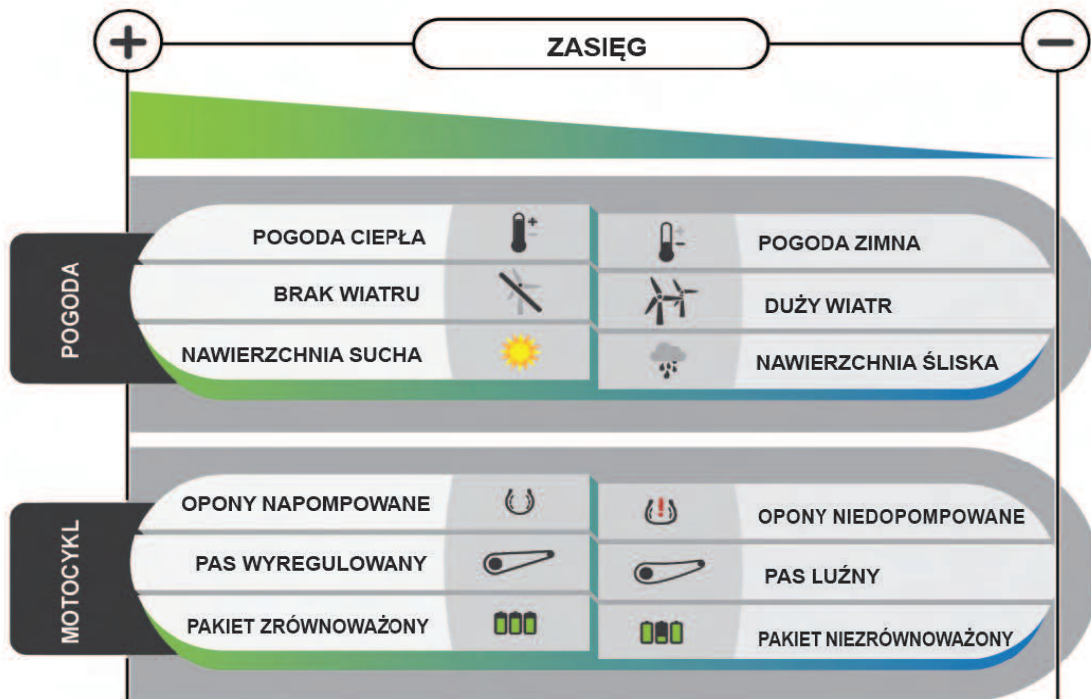 ZASIĘG
POGODA
POGODA CIEPŁA
POGODA ZIMNA
BRAK WIATRU
DUŻY WIATR
NAWIERZCHNIA SUCHA
NAWIERZCHNIA ŚLISKA
MOTOCYKL
OPONY NAPOMPOWANE
OPONY NIEDOPOMPOWANE
PAS WYREGULOWANY
PAS LUŹNY
PAKIET ZRÓWNOWAŻONY
PAKIET NIEZRÓWNOWAŻONY